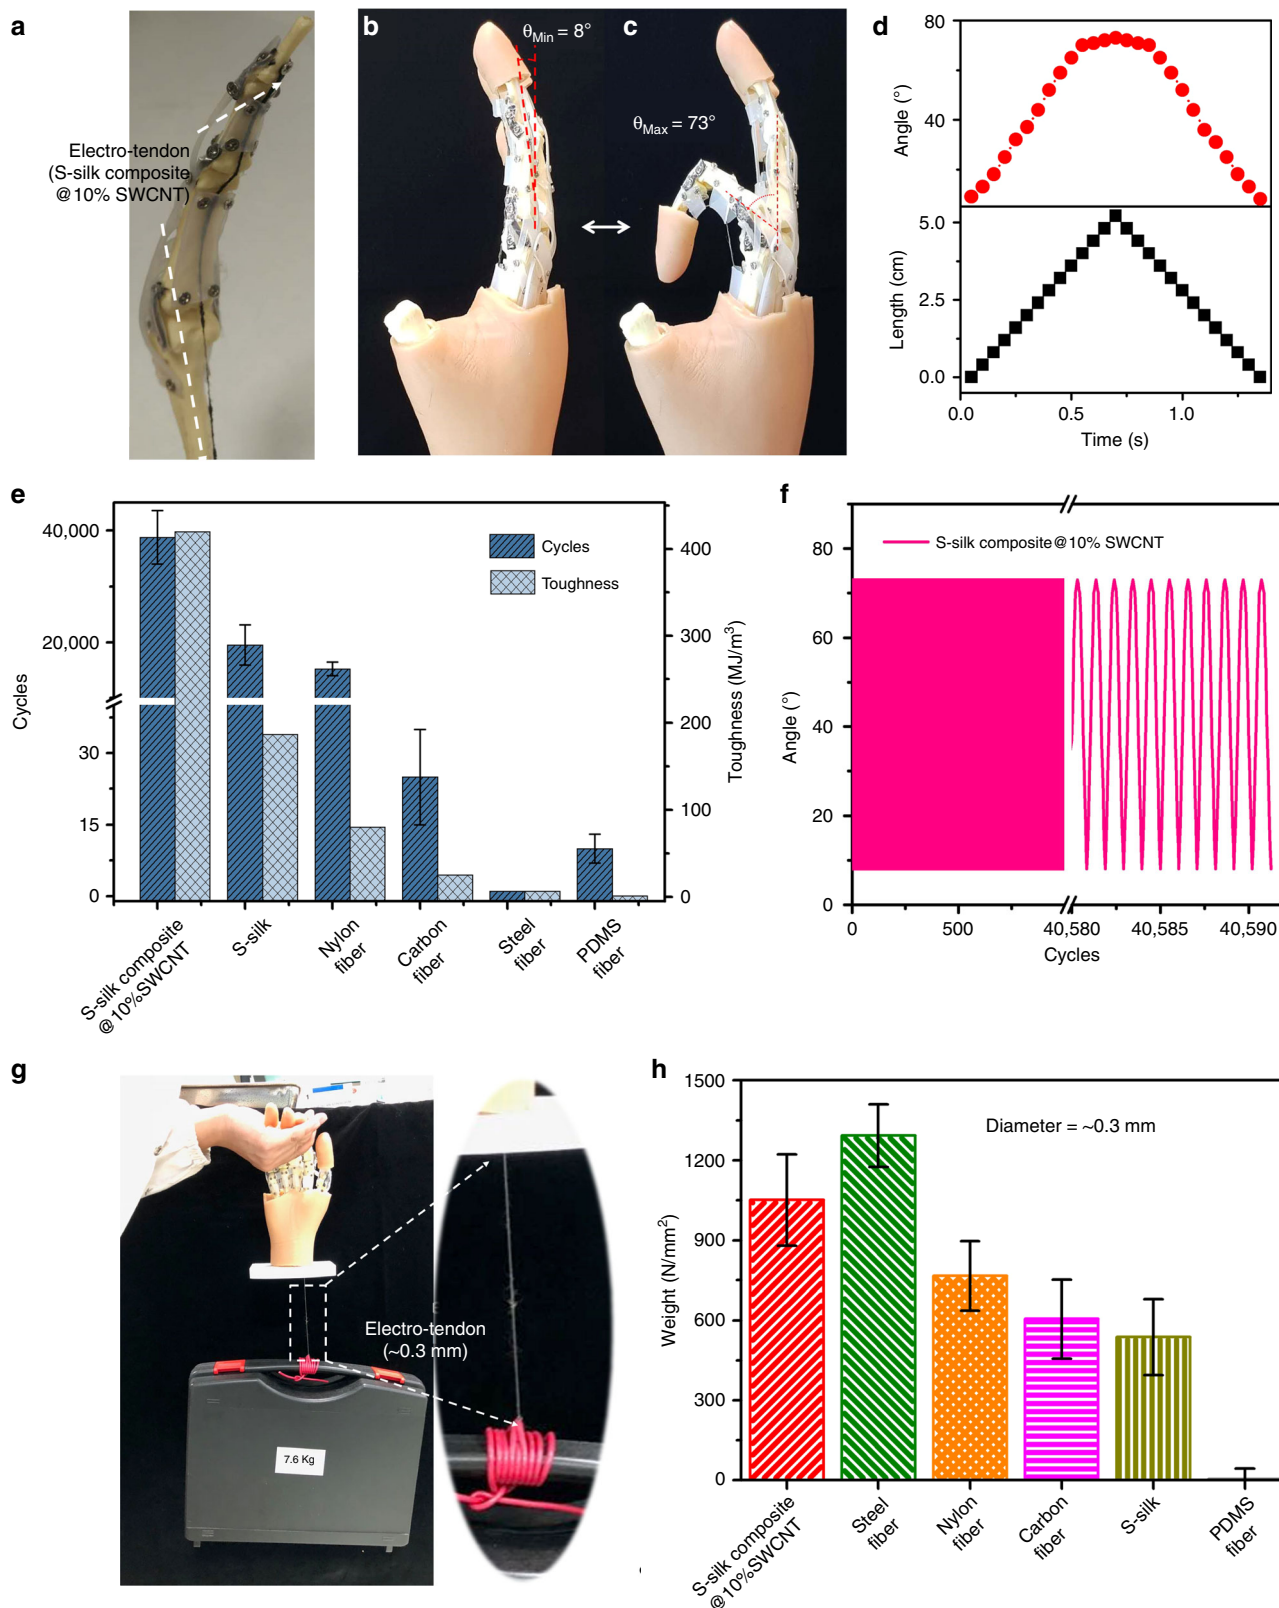 a
Electro-tendon
(S-silk composite
@10% SWCNT)
b
θMin = 8°
c
θMax = 73°
d
80
40
Angle (°)
5.0
2.5
0.0
Length (cm)
0.0
0.5
1.0
Time (s)
e
40,000
20,000
30
15
0
Cycles
Cycles
Toughness
400
300
200
100
0
Toughness (MJ/m³)
S-silk composite
@10%SWCNT
S-silk
Nylon
fiber
Carbon
fiber
Steel
fiber
PDMS
fiber
f
S-silk composite@10% SWCNT
80
60
40
20
0
Angle (°)
0
500
40,580
40,585
40,590
Cycles
g
Electro-tendon
(~0.3 mm)
7.6 Kg
h
1500
1200
900
600
300
0
Weight (N/mm²)
Diameter = ~0.3 mm
S-silk composite
@10%SWCNT
Steel
fiber
Nylon
fiber
Carbon
fiber
S-silk
PDMS
fiber